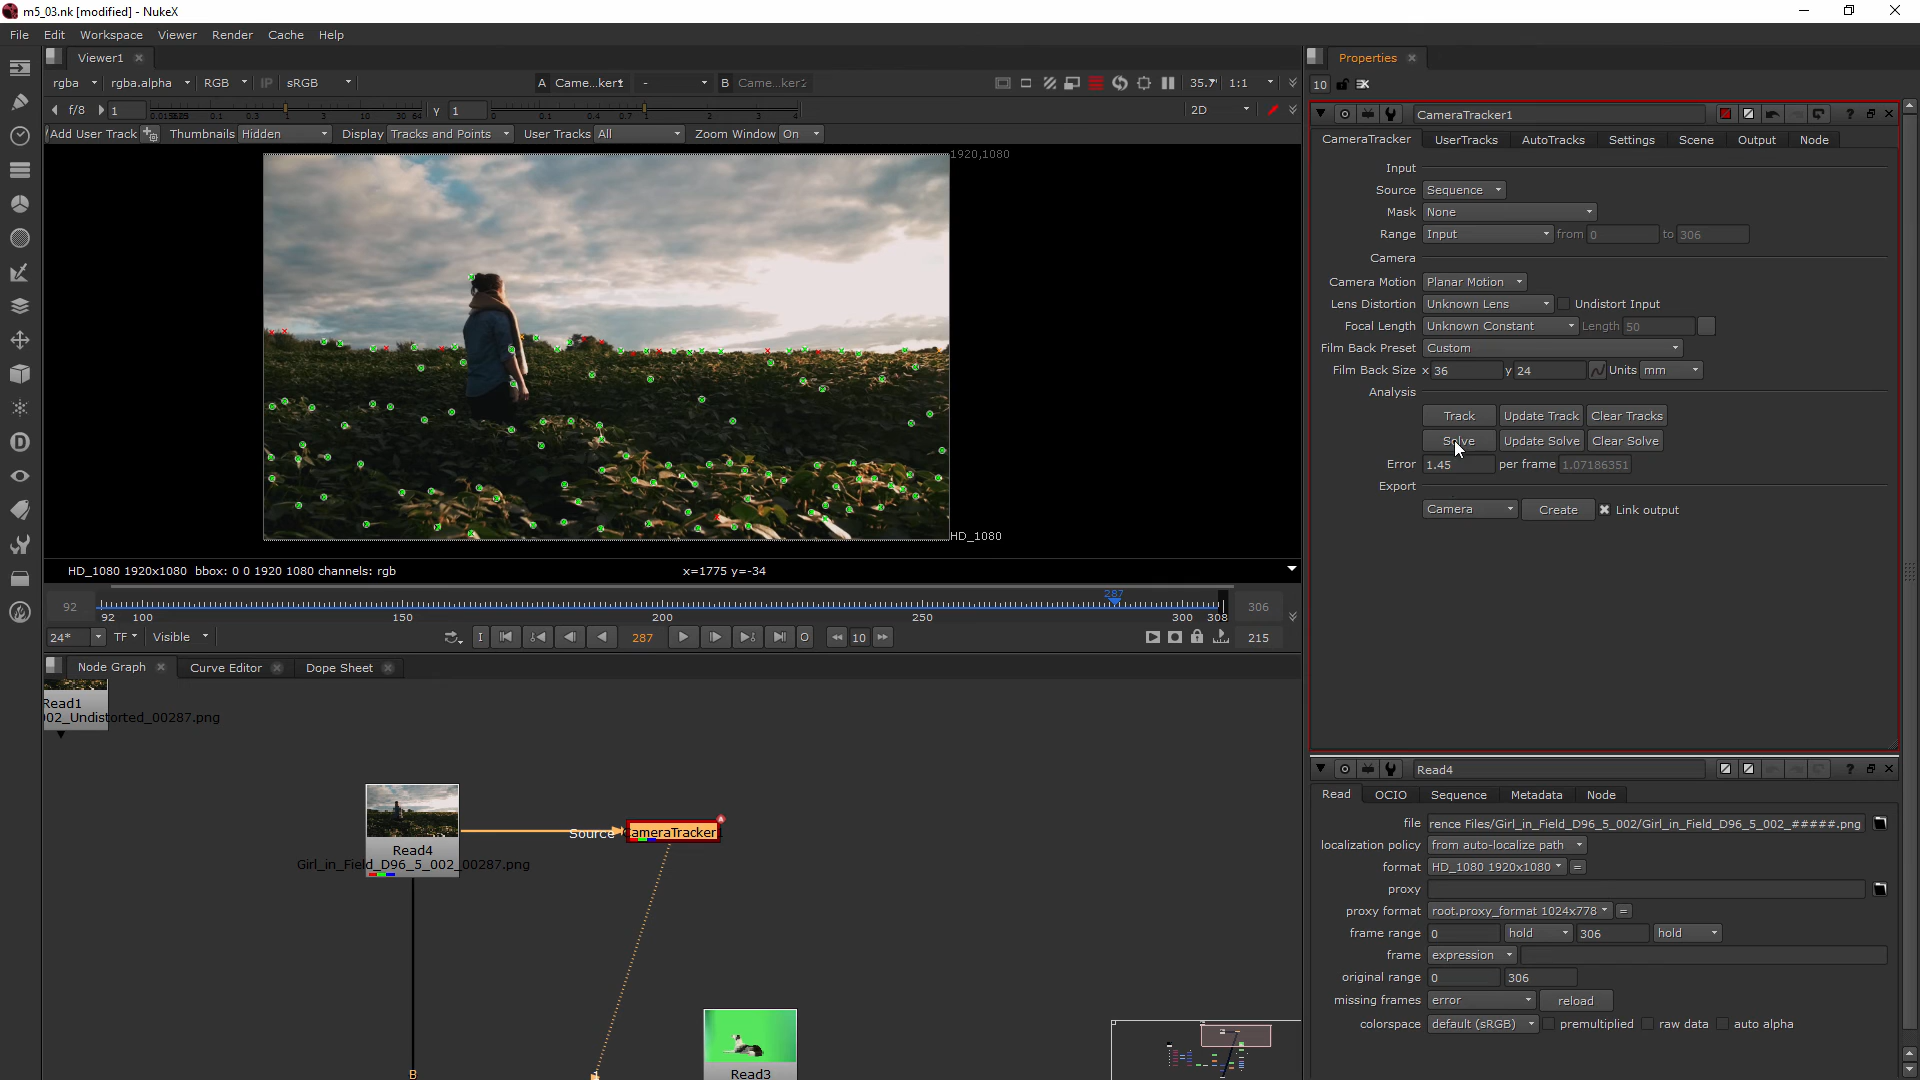 m5_03.nk [modified] - NukeX
File Edit Workspace Viewer Render Cache Help
Viewer1
rgba rgba.alpha RGB IP sRGB A Came...ker1 - B Came...ker1 35.7 1:1
f/8 1 Y 1 2D
Add User Track Thumbnails Hidden Display Tracks and Points User Tracks All Zoom Window On
1920,1080
HD_1080
HD_1080 1920x1080 bbox: 0 0 1920 1080 channels: rgb x=1775 y=-34
92 287 306
92 100 150 200 250 300 308
24* TF Visible I 287 O 10 215
Node Graph Curve Editor Dope Sheet
Read1
02_Undistorted_00287.png
Source CameraTracker
Read4
Girl_in_Field_D96_5_002_00287.png
B
Read3
Properties
10
CameraTracker1
CameraTracker UserTracks AutoTracks Settings Scene Output Node
Input
Source Sequence
Mask None
Range Input from 0 to 306
Camera
Camera Motion Planar Motion
Lens Distortion Unknown Lens Undistort Input
Focal Length Unknown Constant Length 50
Film Back Preset Custom
Film Back Size x 36 y 24 Units mm
Analysis
Track Update Track Clear Tracks
Solve Update Solve Clear Solve
Error 1.45 per frame 1.07186351
Export
Camera Create Link output
Read4
Read OCIO Sequence Metadata Node
file rence Files/Girl_in_Field_D96_5_002/Girl_in_Field_D96_5_002_#####.png
localization policy from auto-localize path
format HD_1080 1920x1080 =
proxy
proxy format root.proxy_format 1024x778 =
frame range 0 hold 306 hold
frame expression
original range 0 306
missing frames error reload
colorspace default (sRGB) premultiplied raw data auto alpha